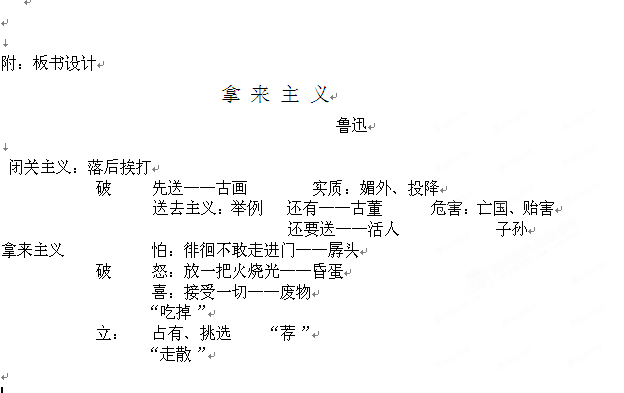 附：板书设计
拿 来 主 义
鲁迅
闭关主义：落后挨打
破 先送——古画 实质：媚外、投降
送去主义：举例 还有——古董 危害：亡国、贻害
还要送——活人 子孙
拿来主义 怕：徘徊不敢走进门——孱头
破 怒：放一把火烧光——昏蛋
喜：接受一切——废物
“吃掉 ”
立： 占有、挑选 “荐 ”
“走散 ”